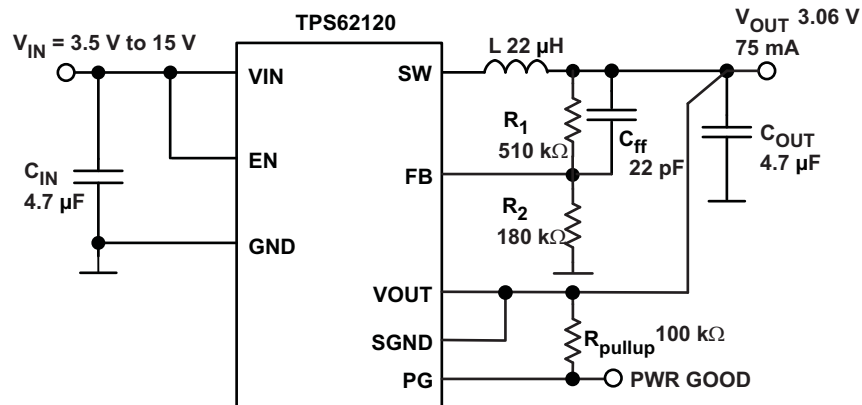 TPS62120
V_IN = 3.5 V to 15 V
V_OUT 3.06 V
75 mA
L 22 µH
VIN
SW
EN
R_1
510 kΩ
C_ff
22 pF
C_OUT
4.7 µF
C_IN
4.7 µF
FB
R_2
180 kΩ
GND
VOUT
SGND
R_pullup 100 kΩ
PG
PWR GOOD